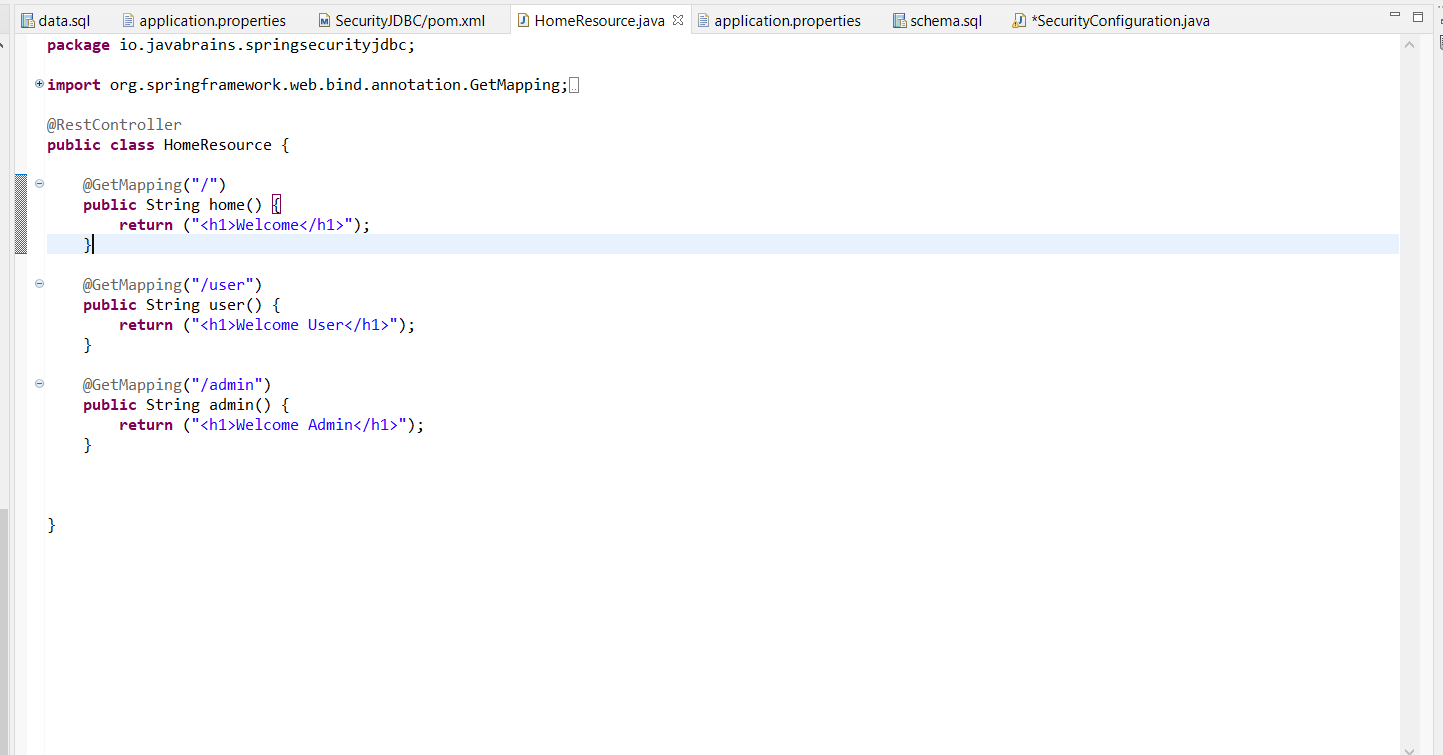 data.sql application.properties SecurityJDBC/pom.xml HomeResource.java application.properties schema.sql *SecurityConfiguration.java
package io.javabrains.springsecurityjdbc;
import org.springframework.web.bind.annotation.GetMapping;
@RestController
public class HomeResource {
@GetMapping("/")
public String home() {
return ("<h1>Welcome</h1>");
}
@GetMapping("/user")
public String user() {
return ("<h1>Welcome User</h1>");
}
@GetMapping("/admin")
public String admin() {
return ("<h1>Welcome Admin</h1>");
}
}